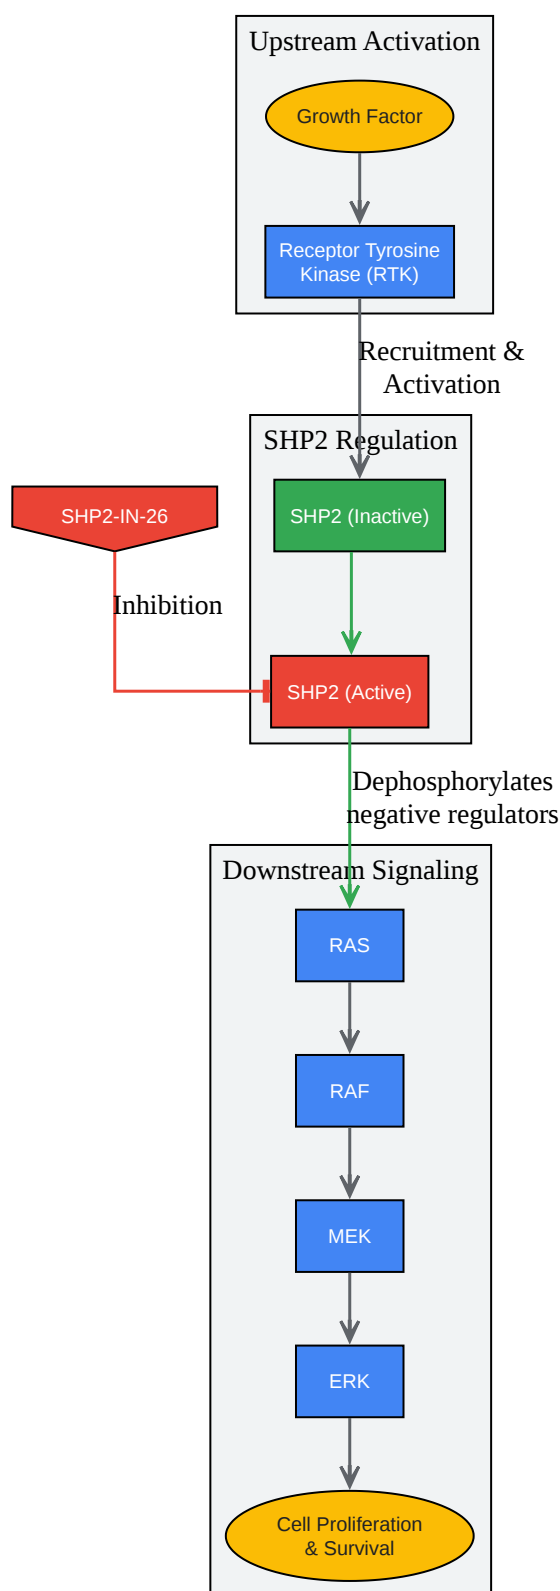 Upstream Activation
Growth Factor
Receptor Tyrosine
Kinase (RTK)
Recruitment &
Activation
SHP2 Regulation
SHP2-IN-26
SHP2 (Inactive)
Inhibition
SHP2 (Active)
Dephosphorylates
negative regulators
Downstream Signaling
RAS
RAF
MEK
ERK
Cell Proliferation
& Survival